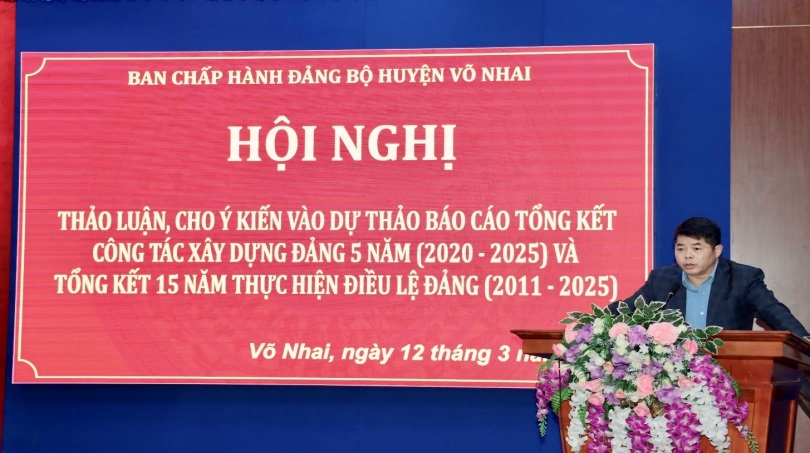 BAN CHẤP HÀNH ĐẢNG BỘ HUYỆN VÕ NHAI
HỘI NGHỊ
THẢO LUẬN, CHO Ý KIẾN VÀO DỰ THẢO BÁO CÁO TỔNG KẾT
CÔNG TÁC XÂY DỰNG ĐẢNG 5 NĂM (2020 - 2025) VÀ
TỔNG KẾT 15 NĂM THỰC HIỆN ĐIỀU LỆ ĐẢNG (2011 - 2025)
Võ Nhai, ngày 12 tháng 3